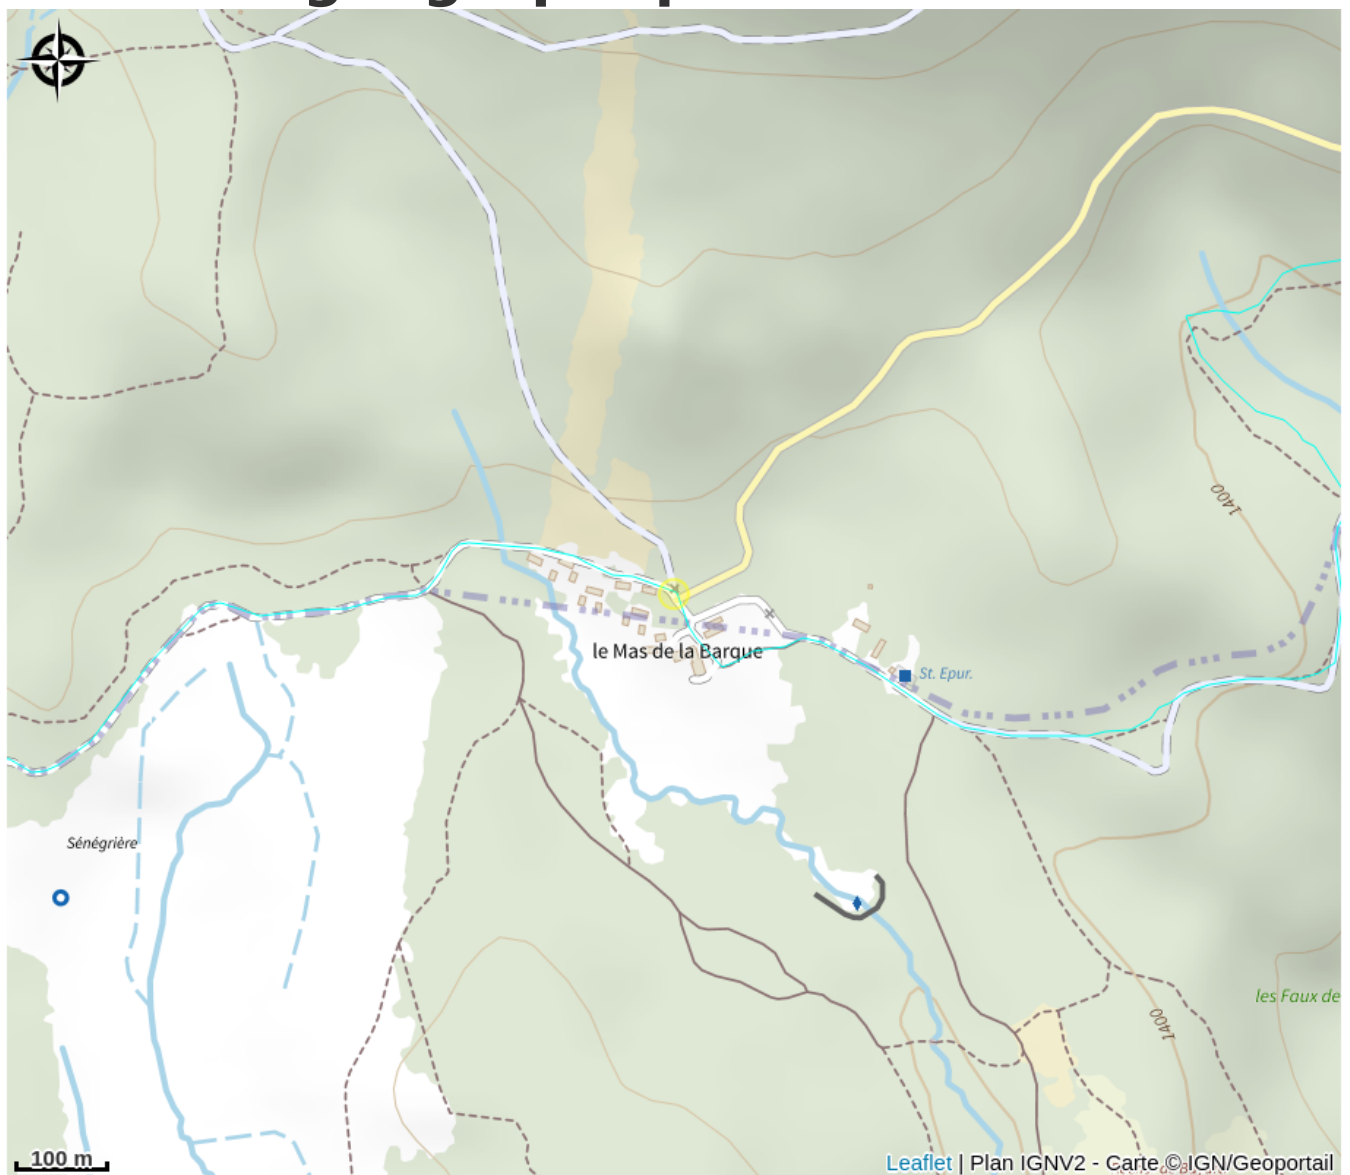 1400
le Mas de la Barque
St. Epur.
Sénégrière
les Faux de
1400
100 m
Leaflet | Plan IGNV2 - Carte © IGN/Geoportail